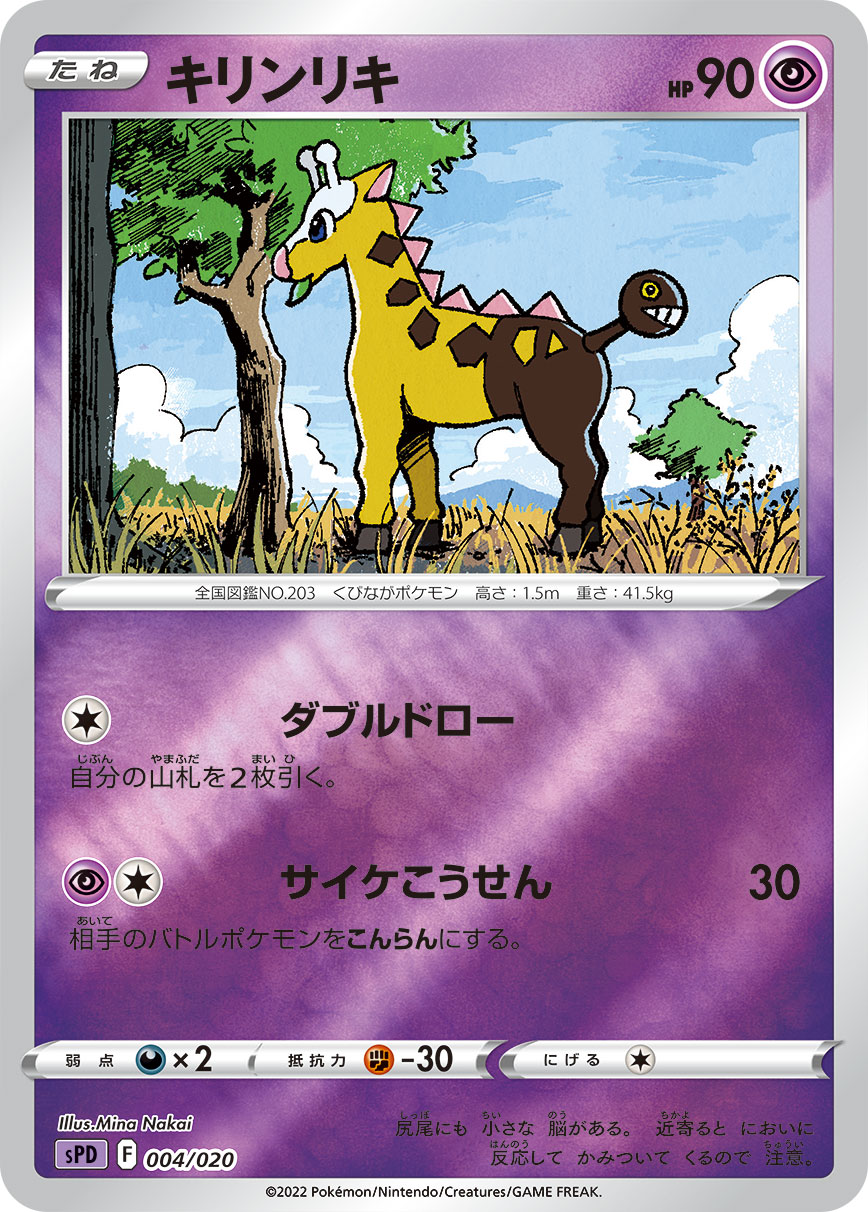 たね キリンリキ HP90
全国図鑑NO.203 くびながポケモン 高さ:1.5m 重さ:41.5kg
ダブルドロー
自分の山札を2枚引く。
サイケこうせん 30
相手のバトルポケモンをこんらんにする。
弱点 ×2 抵抗力 -30 にげる
Illus.Mina Nakai
sPD F 004/020
尻尾にも 小さな 脳がある。 近寄ると においに
反応して かみついて くるので 注意。
©2022 Pokémon/Nintendo/Creatures/GAME FREAK.